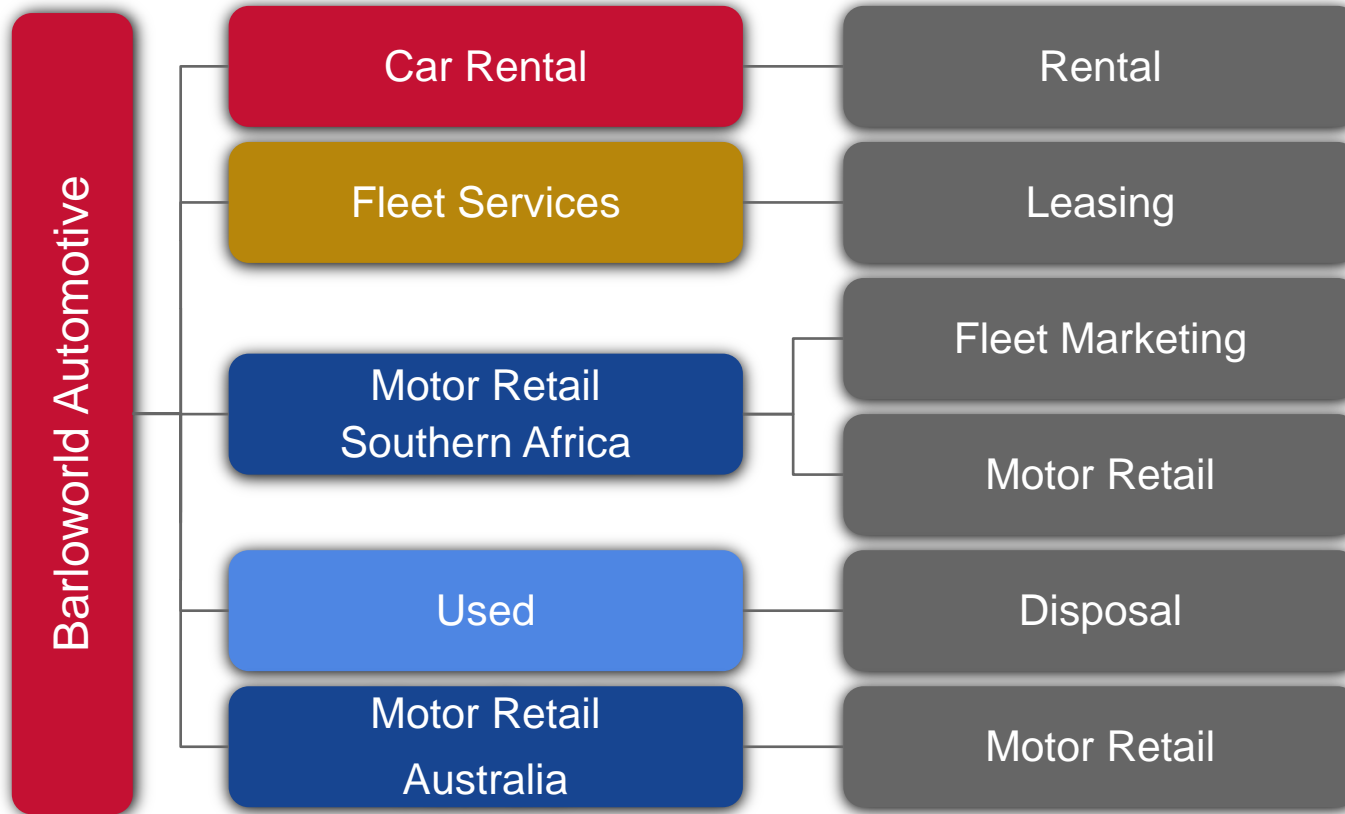 Barloworld Automotive
Car Rental
Rental
Fleet Services
Leasing
Motor Retail
Southern Africa
Fleet Marketing
Motor Retail
Used
Disposal
Motor Retail
Australia
Motor Retail